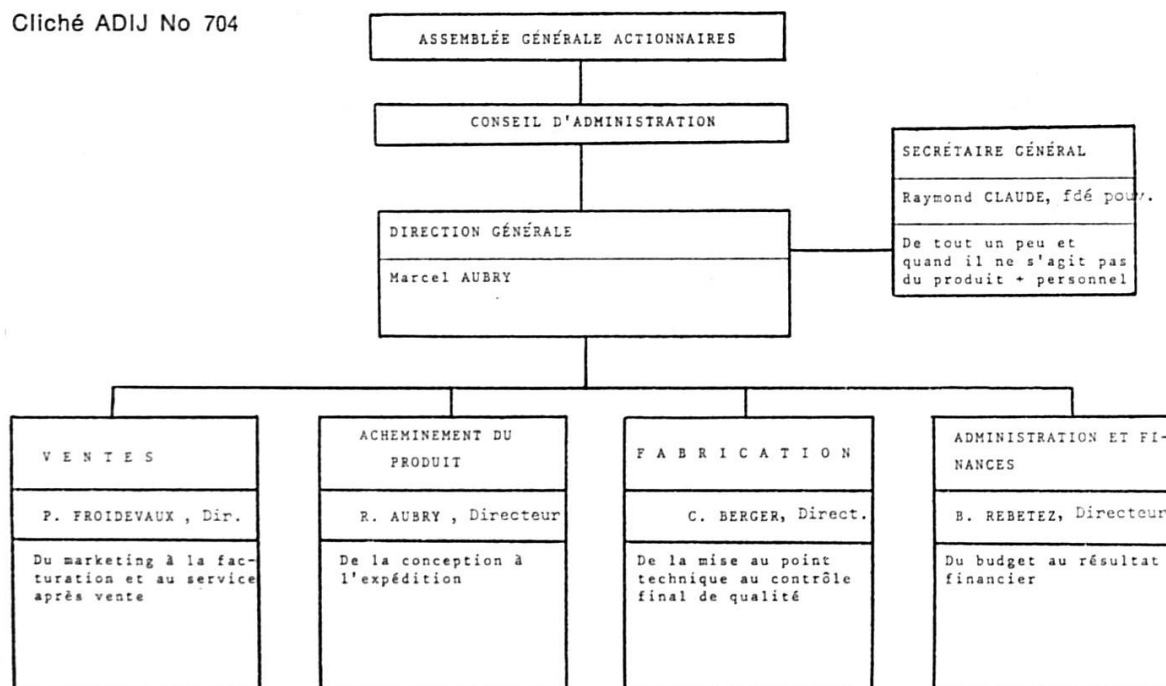 Cliché ADIJ No 704
ASSEMBLÉE GÉNÉRALE ACTIONNAIRES
CONSEIL D'ADMINISTRATION
SECRÉTAIRE GÉNÉRAL
Raymond CLAUDE, fdé pouv.
De tout un peu et
quand il ne s'agit pas
du produit + personnel
DIRECTION GÉNÉRALE
Marcel AUBRY
V E N T E S
P. FROIDEVAUX , Dir.
Du marketing à la fac-
turation et au service
après vente
ACHEMINEMENT DU
PRODUIT
R. AUBRY , Directeur
De la conception à
l'expédition
F A B R I C A T I O N
C. BERGER, Direct.
De la mise au point
technique au contrôle
final de qualité
ADMINISTRATION ET FI-
NANCES
B. REBETEZ, Directeur
Du budget au résultat
financier